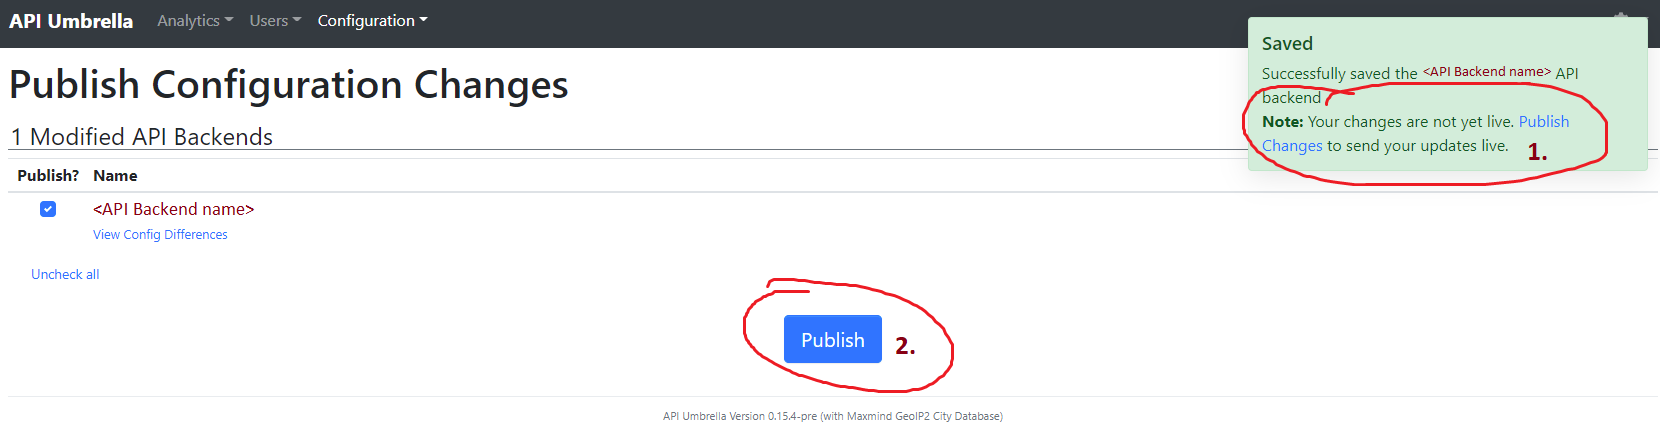 API Umbrella Analytics Users Configuration
Saved
Successfully saved the <API Backend name> API
backend
Note: Your changes are not yet live. Publish
Changes to send your updates live.
1.
Publish Configuration Changes
1 Modified API Backends
Publish? Name
<API Backend name>
View Config Differences
Uncheck all
Publish
2.
API Umbrella Version 0.15.4-pre (with Maxmind GeoIP2 City Database)